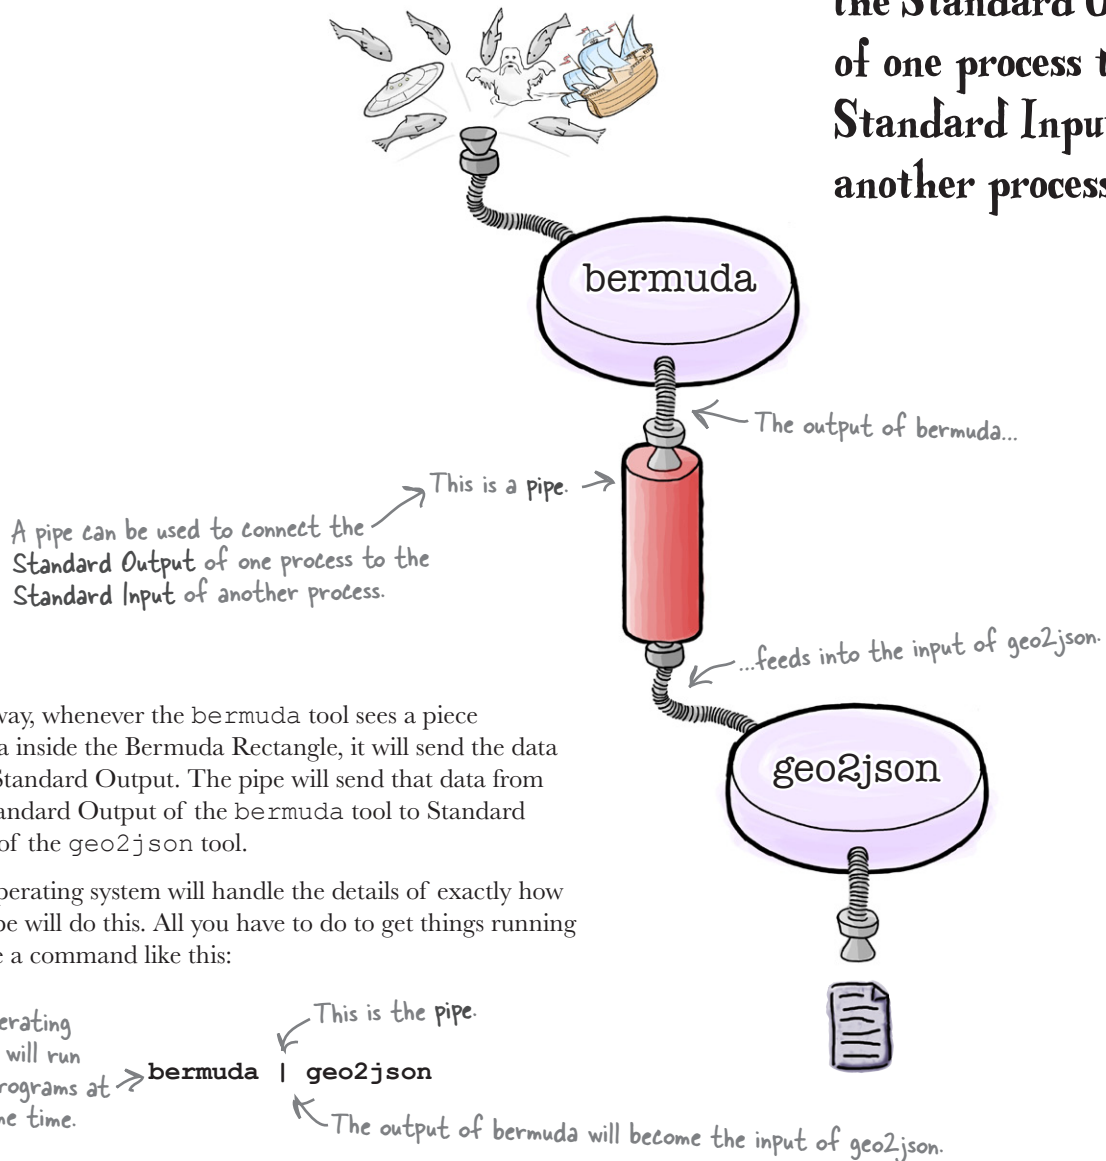 the Standard O
of one process t
Standard Inpu
another process
bermuda
The output of bermuda...
This is a pipe.
A pipe can be used to connect the
Standard Output of one process to the
Standard Input of another process.
...feeds into the input of geo2json.
way, whenever the bermuda tool sees a piece
a inside the Bermuda Rectangle, it will send the data
Standard Output. The pipe will send that data from
andard Output of the bermuda tool to Standard
of the geo2json tool.
geo2json
perating system will handle the details of exactly how
pe will do this. All you have to do to get things running
e a command like this:
erating
will run
rograms at
me time.
This is the pipe.
bermuda | geo2json
The output of bermuda will become the input of geo2json.